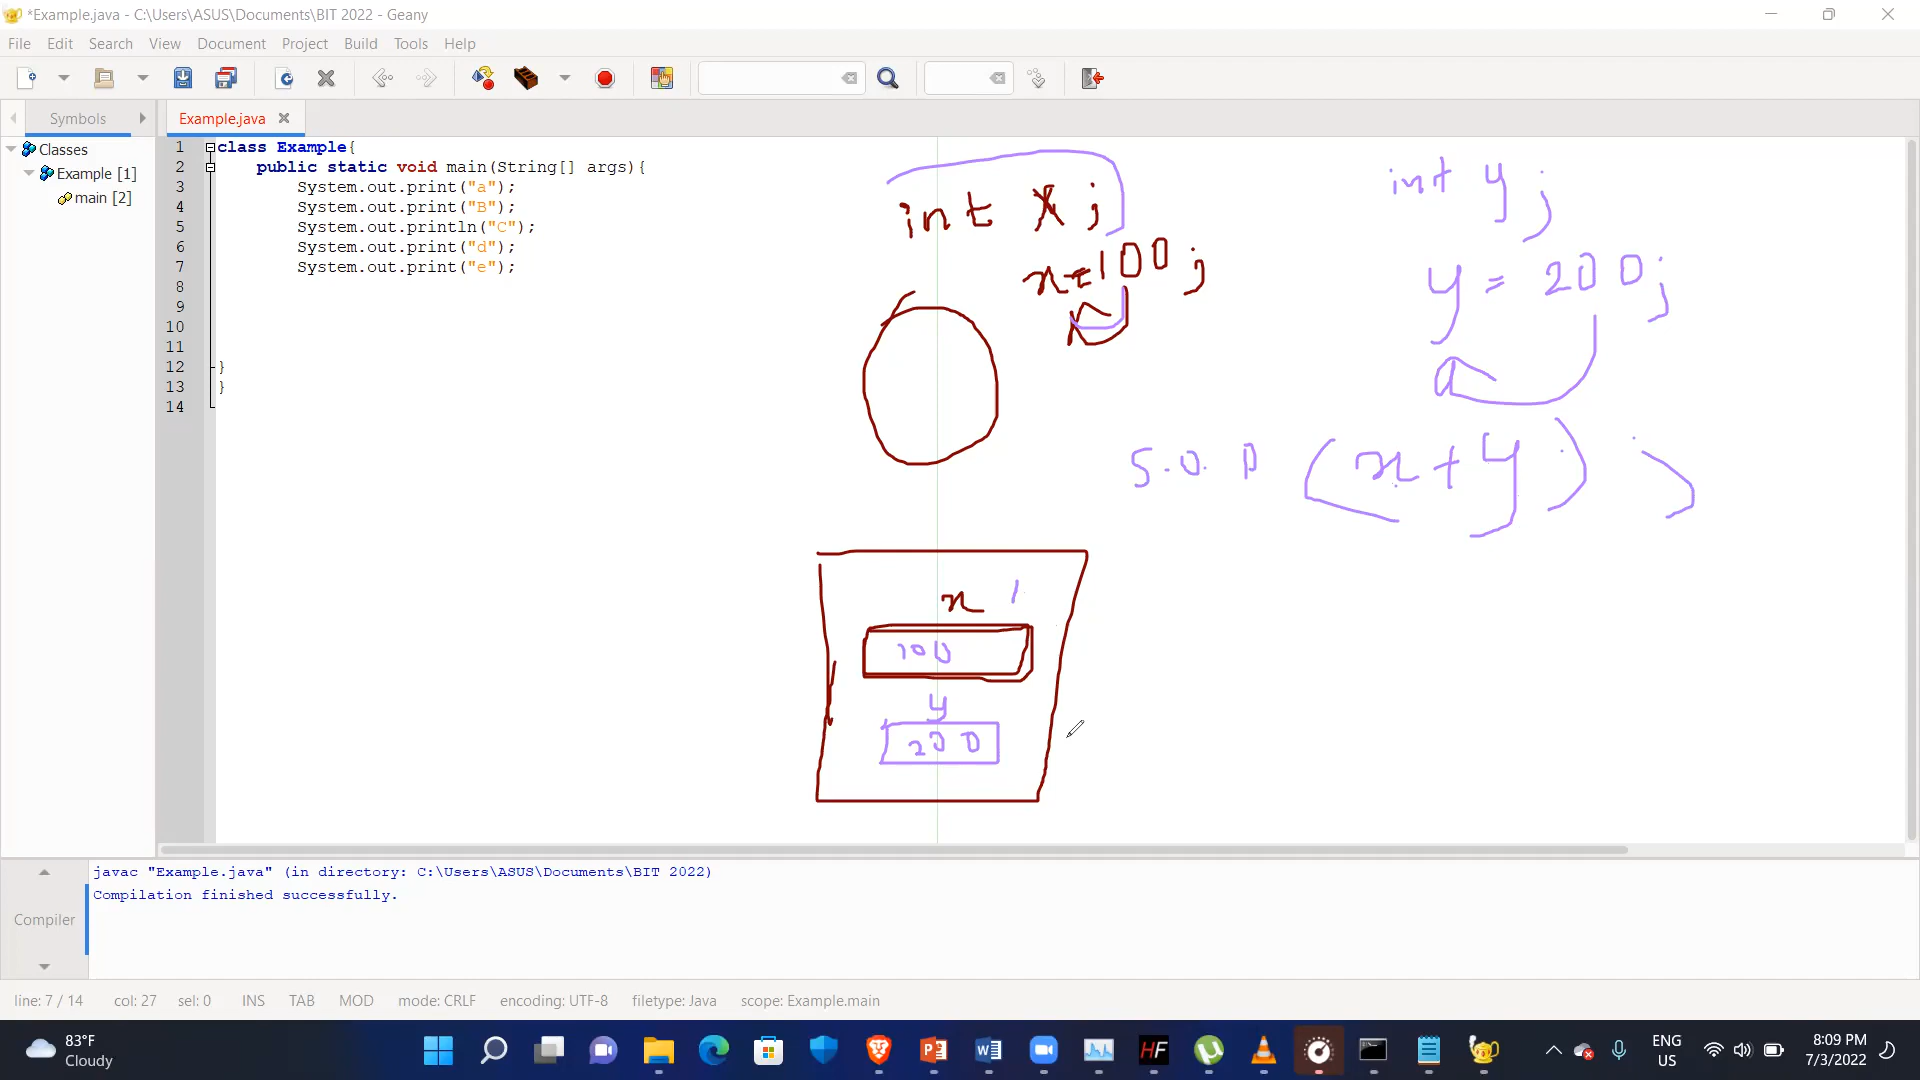 *Example.java - C:\Users\ASUS\Documents\BIT 2022 - Geany
File Edit Search View Document Project Build Tools Help
Symbols
Example.java
Classes
Example [1]
main [2]
1 class Example{
2 public static void main(String[] args){
3 System.out.print("a");
4 System.out.print("B");
5 System.out.println("C");
6 System.out.print("d");
7 System.out.print("e");
8
9
10
11
12 }
13 }
14
int x ;
x=100 ;
int y ;
y = 200;
S.O.P (x+y) ;
x
100
y
200
Compiler
javac "Example.java" (in directory: C:\Users\ASUS\Documents\BIT 2022)
Compilation finished successfully.
line: 7 / 14 col: 27 sel: 0 INS TAB MOD mode: CRLF encoding: UTF-8 filetype: Java scope: Example.main
83°F
Cloudy
ENG
US
8:09 PM
7/3/2022